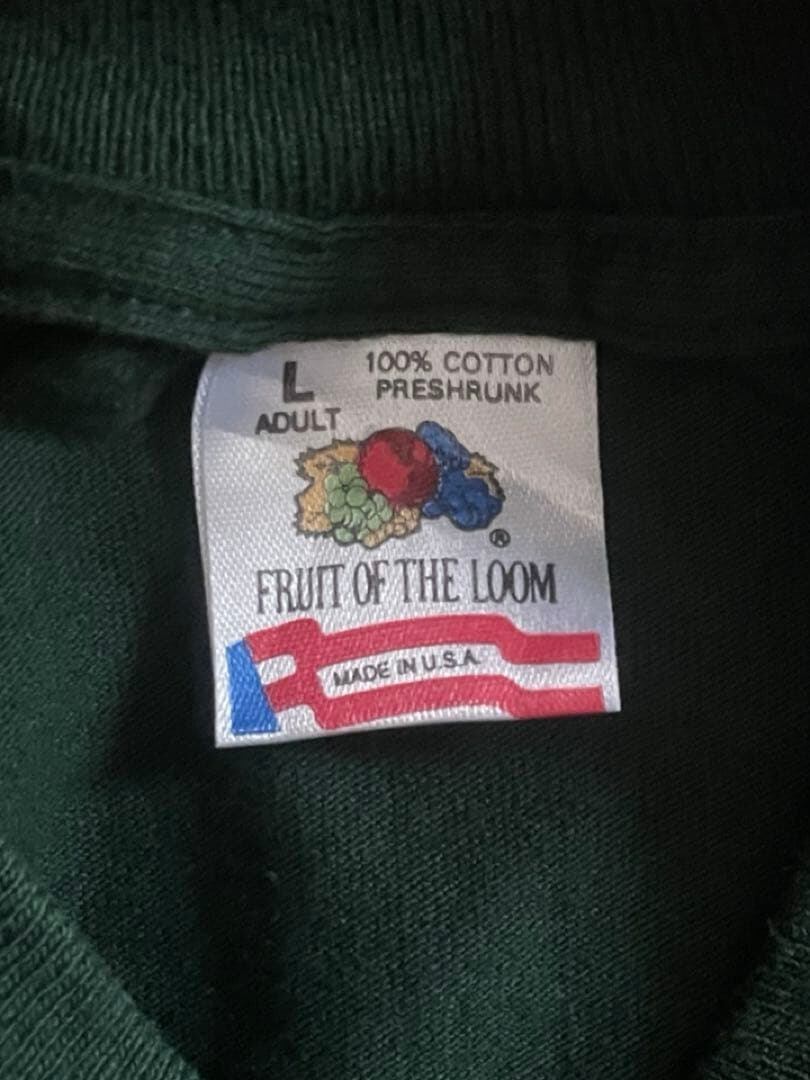 L
ADULT
100% COTTON
PRESHRUNK
®
FRUIT OF THE LOOM
MADE IN U.S.A.